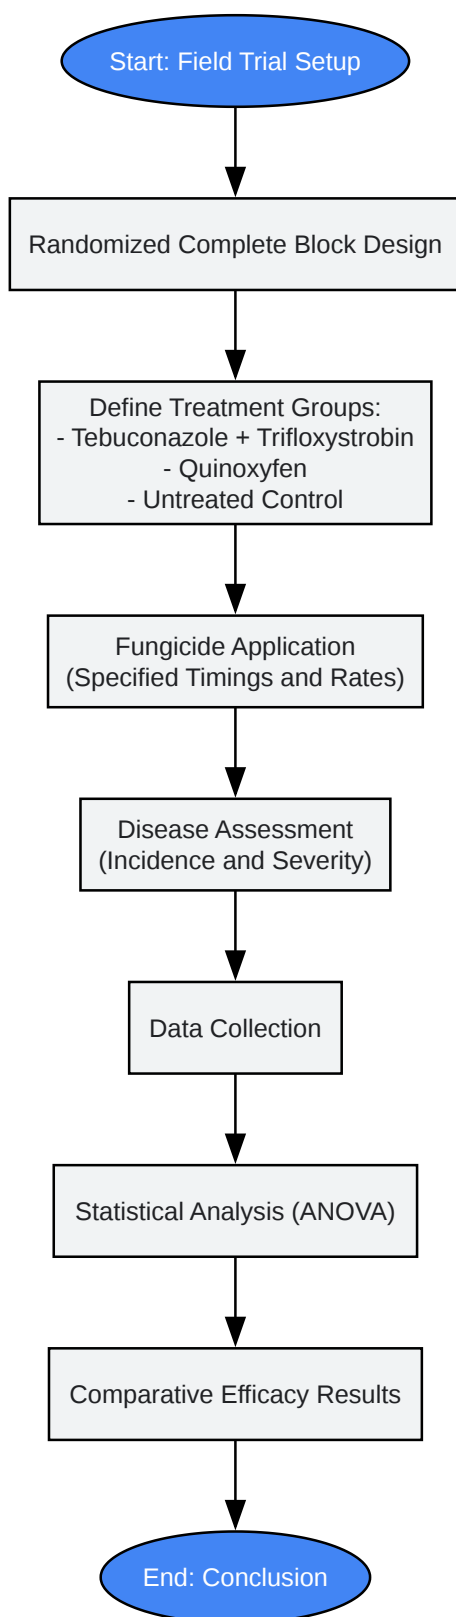 Start: Field Trial Setup
Randomized Complete Block Design
Define Treatment Groups:
- Tebuconazole + Trifloxystrobin
- Quinoxyfen
- Untreated Control
Fungicide Application
(Specified Timings and Rates)
Disease Assessment
(Incidence and Severity)
Data Collection
Statistical Analysis (ANOVA)
Comparative Efficacy Results
End: Conclusion